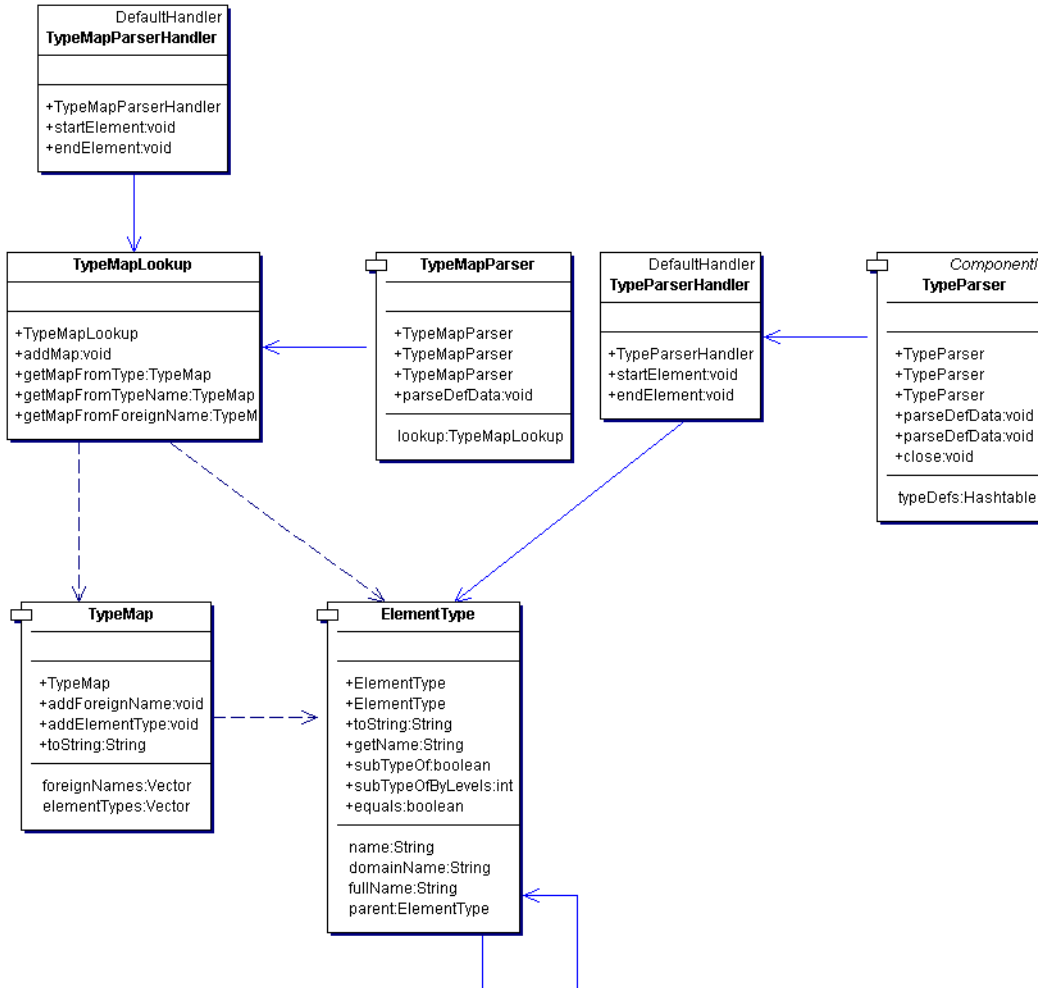 DefaultHandler
TypeMapParserHandler
+TypeMapParserHandler
+startElement:void
+endElement:void
TypeMapLookup
+TypeMapLookup
+addMap:void
+getMapFromType:TypeMap
+getMapFromTypeName:TypeMap
+getMapFromForeignName:TypeM
TypeMapParser
+TypeMapParser
+TypeMapParser
+TypeMapParser
+parseDefData:void
lookup:TypeMapLookup
DefaultHandler
TypeParserHandler
+TypeParserHandler
+startElement:void
+endElement:void
ComponentI
TypeParser
+TypeParser
+TypeParser
+TypeParser
+parseDefData:void
+parseDefData:void
+close:void
typeDefs:Hashtable
TypeMap
+TypeMap
+addForeignName:void
+addElementType:void
+toString:String
foreignNames:Vector
elementTypes:Vector
ElementType
+ElementType
+ElementType
+toString:String
+getName:String
+subTypeOf:boolean
+subTypeOfByLevels:int
+equals:boolean
name:String
domainName:String
fullName:String
parent:ElementType